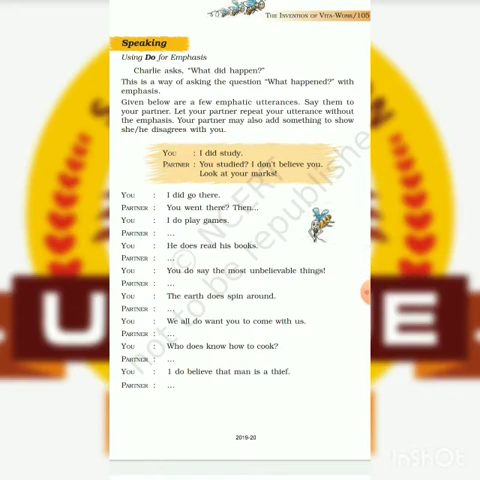 THE INVENTION OF VITA-WONK/105
Speaking
Using Do for Emphasis
Charlie asks, "What did happen?"
This is a way of asking the question "What happened?" with
emphasis.
Given below are a few emphatic utterances. Say them to
your partner. Let your partner repeat your utterance without
the emphasis. Your partner may also add something to show
she/he disagrees with you.
YOU : I did study.
PARTNER : You studied? I don't believe you.
Look at your marks!
YOU : I did go there.
PARTNER : You went there? Then...
YOU : I do play games.
PARTNER : ...
YOU : He does read his books.
PARTNER : ...
YOU : You do say the most unbelievable things!
PARTNER : ...
YOU : The earth does spin around.
PARTNER : ...
YOU : We all do want you to come with us.
PARTNER : ...
YOU : Who does know how to cook?
PARTNER : ...
YOU : I do believe that man is a thief.
PARTNER : ...
© NCERT
not to be republished
2019-20
U
E
inShOt